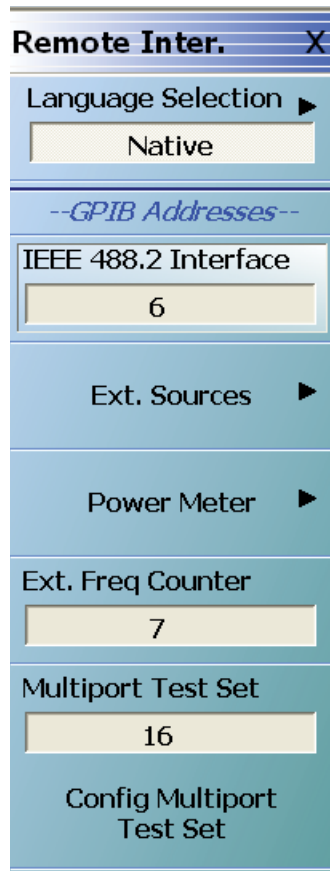 Remote Inter. X
Language Selection
Native
--GPIB Addresses--
IEEE 488.2 Interface
6
Ext. Sources
Power Meter
Ext. Freq Counter
7
Multiport Test Set
16
Config Multiport
Test Set